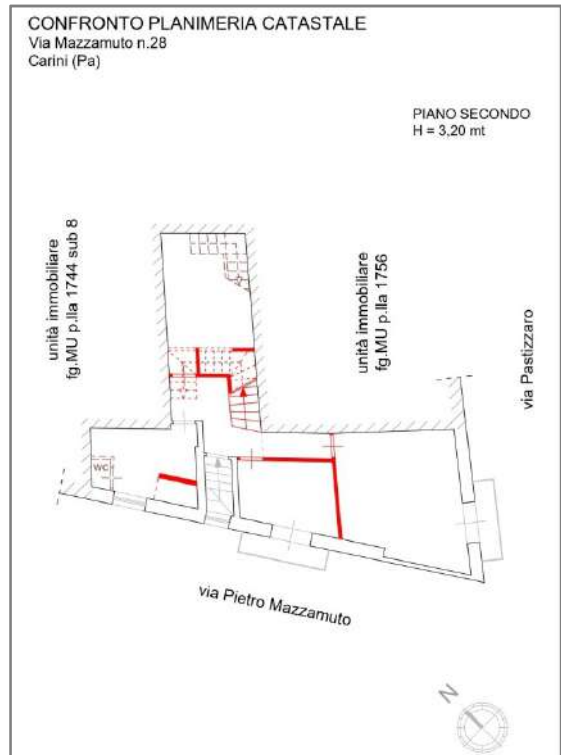 CONFRONTO PLANIMERIA CATASTALE
Via Mazzamuto n.28
Carini (Pa)
PIANO SECONDO
H = 3,20 mt
unità immobiliare
fg.MU p.lla 1744 sub 8
unità immobiliare
fg.MU p.lla 1756
via Pastizzaro
WC
via Pietro Mazzamuto
N